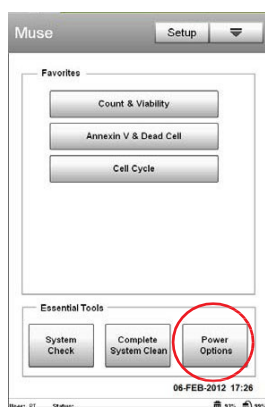 Muse
Setup
Favorites
Count & Viability
Annexin V & Dead Cell
Cell Cycle
Essential Tools
System
Check
Complete
System Clean
Power
Options
06-FEB-2012 17:26